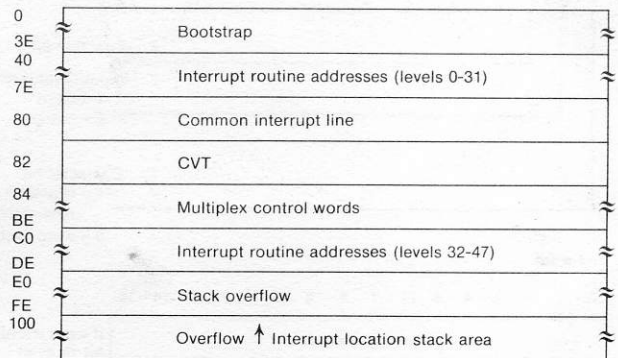 0
Bootstrap
3E
40
Interrupt routine addresses (levels 0-31)
7E
80 Common interrupt line
82 CVT
84
Multiplex control words
BE
C0
Interrupt routine addresses (levels 32-47)
DE
E0
Stack overflow
FE
100
Overflow ↑ Interrupt location stack area